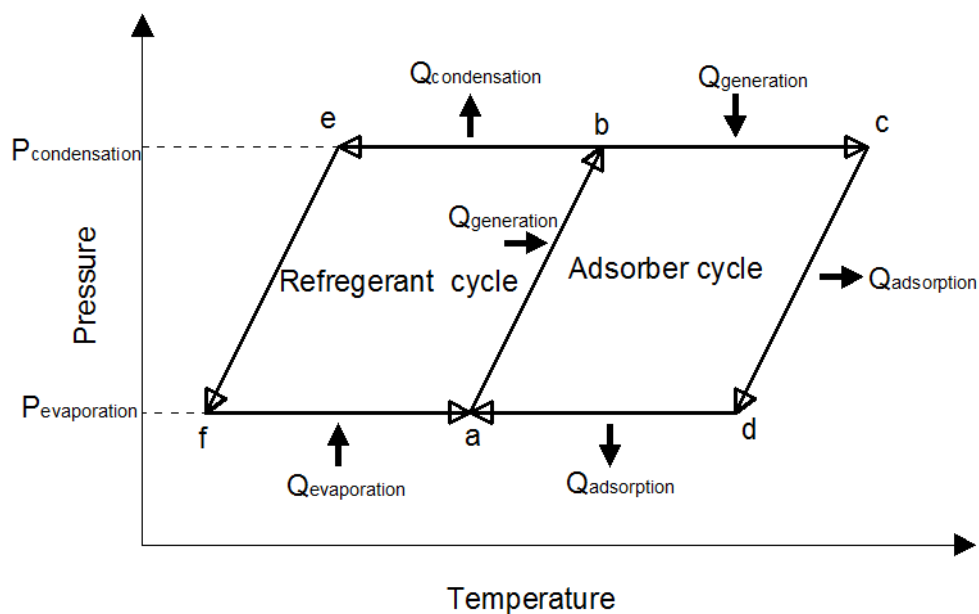 Qcondensation
Qgeneration
e
b
c
Pcondensation
Qgeneration
Pressure
Refregerant cycle
Adsorber cycle
Qadsorption
Pevaporation
f
a
d
Qevaporation
Qadsorption
Temperature